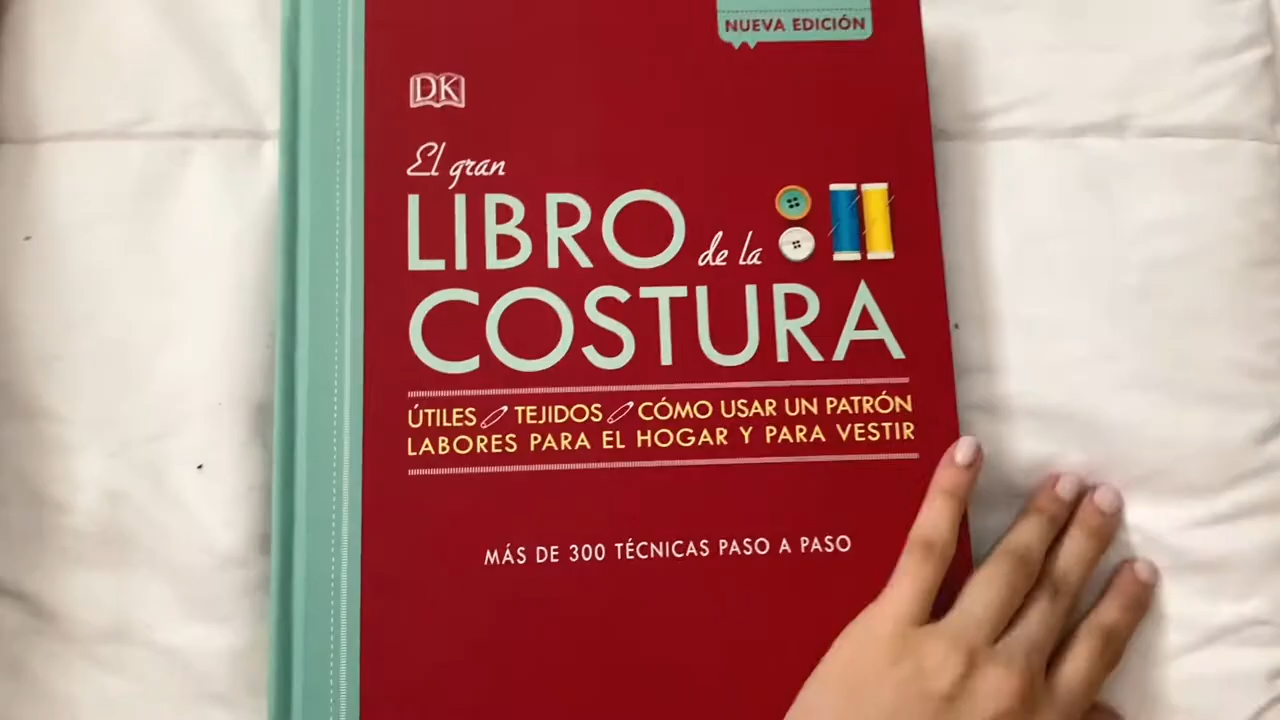 NUEVA EDICIÓN
DK
El gran
LIBRO de la
COSTURA
ÚTILES TEJIDOS CÓMO USAR UN PATRÓN
LABORES PARA EL HOGAR Y PARA VESTIR
MÁS DE 300 TÉCNICAS PASO A PASO